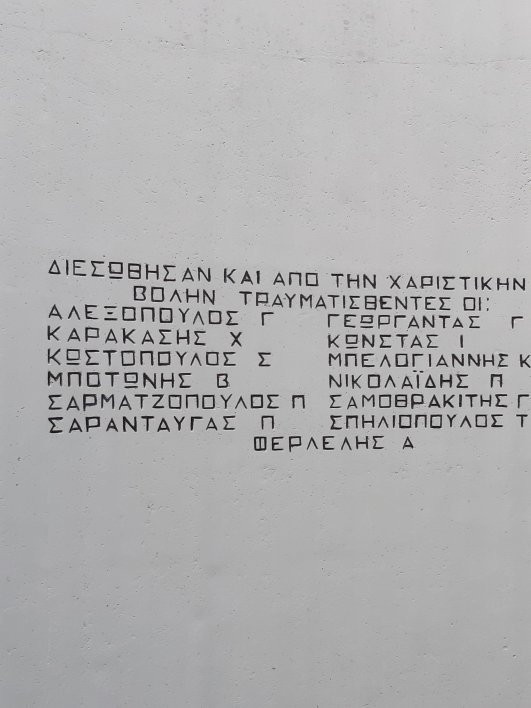 ΔΙΕΣΩΘΗΣΑΝ ΚΑΙ ΑΠΟ ΤΗΝ ΧΑΡΙΣΤΙΚΗΝ
ΒΟΛΗΝ ΤΡΑΥΜΑΤΙΣΘΕΝΤΕΣ ΟΙ:
ΑΛΕΞΟΠΟΥΛΟΣ Γ ΓΕΩΡΓΑΝΤΑΣ Γ
ΚΑΡΑΚΑΣΗΣ Χ ΚΩΝΣΤΑΣ Ι
ΚΩΣΤΟΠΟΥΛΟΣ Σ ΜΠΕΛΟΓΙΑΝΝΗΣ Κ
ΜΠΟΤΩΝΗΣ Β ΝΙΚΟΛΑΪΔΗΣ Π
ΣΑΡΜΑΤΖΟΠΟΥΛΟΣ Π ΣΑΜΟΘΡΑΚΙΤΗΣ Γ
ΣΑΡΑΝΤΑΥΓΑΣ Π ΣΠΗΛΙΟΠΟΥΛΟΣ Τ
ΦΕΡΛΕΛΗΣ Α